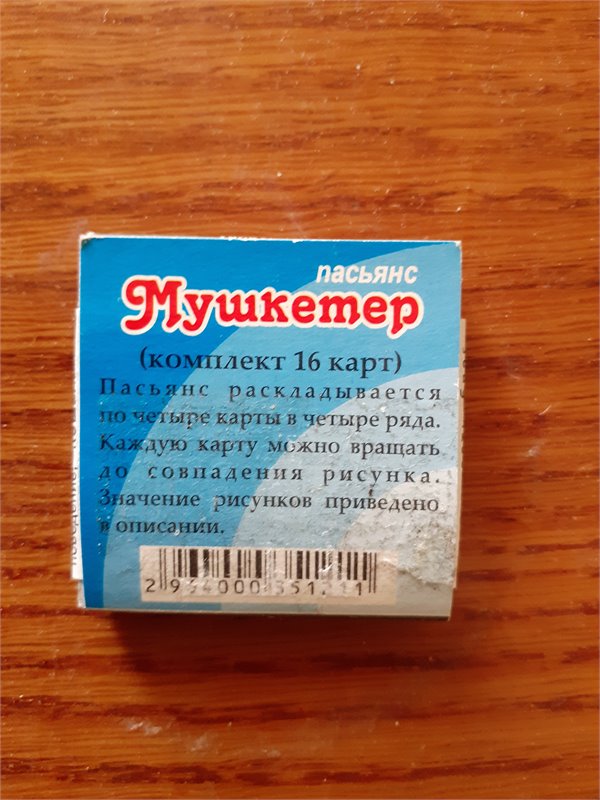 пасьянс
Мушкетер
(комплект 16 карт)
Пасьянс раскладывается
по четыре карты в четыре ряда.
Каждую карту можно вращать
до совпадения рисунка.
Значение рисунков приведено
в описании.